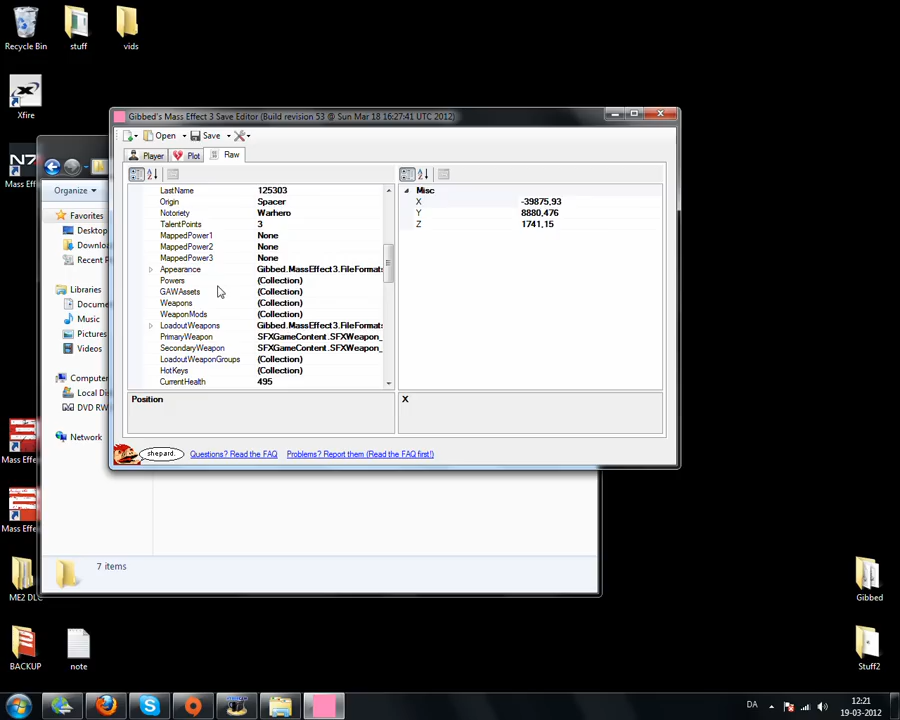 Recycle Bin
stuff
vids
Xfire
Gibbed's Mass Effect 3 Save Editor (Build revision 53 @ Sun Mar 18 16:27:41 UTC 2012)
Open
Save
Player
Plot
Raw
Mass Ef
Organize
Favorites
Desktop
Downloa
Recent P
Libraries
Docume
Music
Pictures
Videos
Computer
Local Dis
DVD RW
Network
LastName 125303
Origin Spacer
Notoriety Warhero
TalentPoints 3
MappedPower1 None
MappedPower2 None
MappedPower3 None
Appearance Gibbed.MassEffect3.FileFormats
Powers (Collection)
GAWAssets (Collection)
Weapons (Collection)
WeaponMods (Collection)
LoadoutWeapons Gibbed.MassEffect3.FileFormats
PrimaryWeapon SFXGameContent.SFXWeapon_
SecondaryWeapon SFXGameContent.SFXWeapon_
LoadoutWeaponGroups (Collection)
HotKeys (Collection)
CurrentHealth 495
Misc
X -39875,93
Y 8880,476
Z 1741,15
Position
X
shepard.
Questions? Read the FAQ
Problems? Report them (Read the FAQ first!)
Mass Effe
Mass Effe
7 items
ME2 DL
BACKUP
note
Gibbed
Stuff2
DA
12:21
19-03-2012